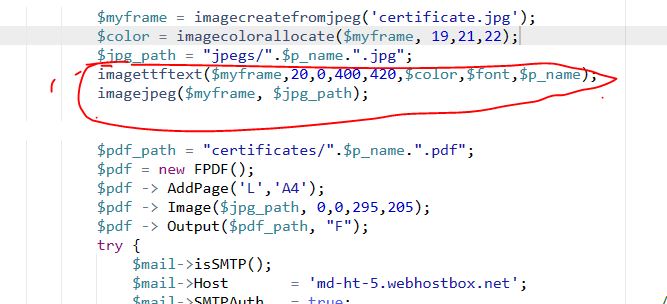 $myframe = imagecreatefromjpeg('certificate.jpg');
$color = imagecolorallocate($myframe, 19,21,22);
$jpg_path = "jpegs/".$p_name.".jpg";
imagettftext($myframe,20,0,400,420,$color,$font,$p_name);
imagejpeg($myframe, $jpg_path);
$pdf_path = "certificates/".$p_name.".pdf";
$pdf = new FPDF();
$pdf -> AddPage('L','A4');
$pdf -> Image($jpg_path, 0,0,295,205);
$pdf -> Output($pdf_path, "F");
try {
$mail->isSMTP();
$mail->Host = 'md-ht-5.webhostbox.net';
$mail->SMTPAuth = true;